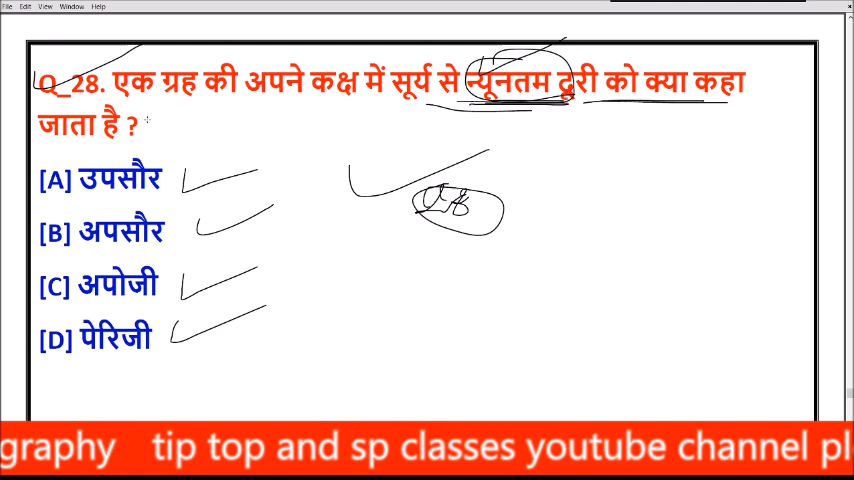 File Edit View Window Help
Q_28. एक ग्रह की अपने कक्ष में सूर्य से न्यूनतम दूरी को क्या कहा
जाता है ?
[A] उपसौर
[B] अपसौर
[C] अपोजी
[D] पेरिजी
graphy tip top and sp classes youtube channel pl